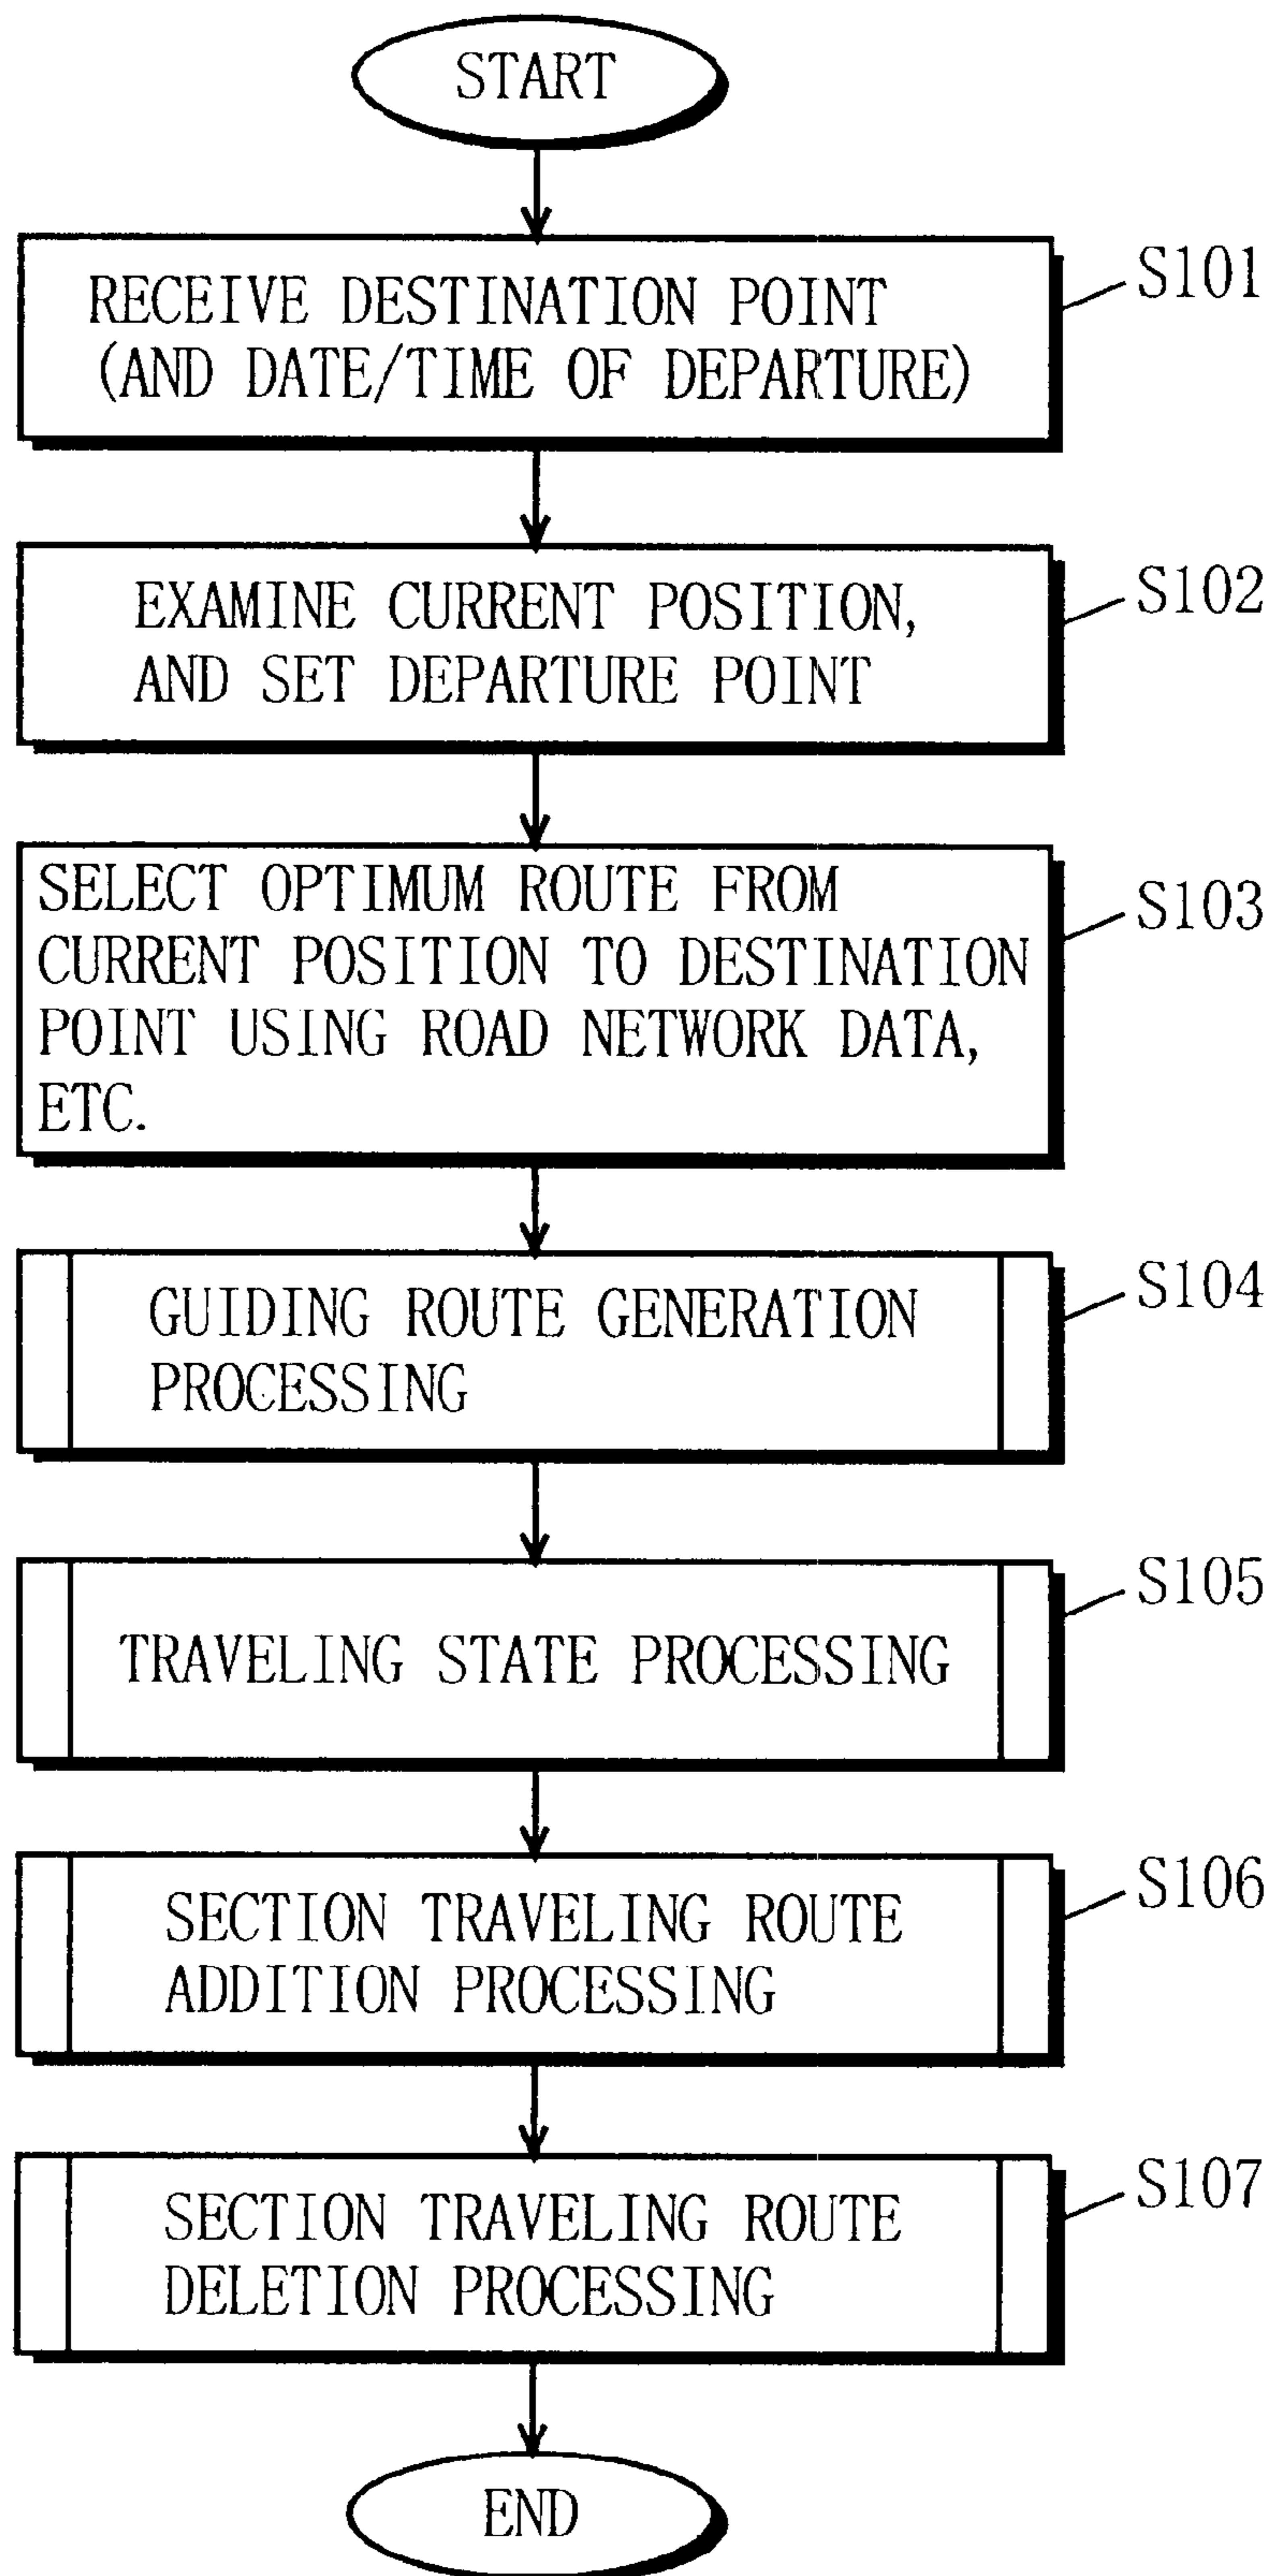 START
RECEIVE DESTINATION POINT
(AND DATE/TIME OF DEPARTURE)
S101
EXAMINE CURRENT POSITION,
AND SET DEPARTURE POINT
S102
SELECT OPTIMUM ROUTE FROM
CURRENT POSITION TO DESTINATION
POINT USING ROAD NETWORK DATA,
ETC.
S103
GUIDING ROUTE GENERATION
PROCESSING
S104
TRAVELING STATE PROCESSING
S105
SECTION TRAVELING ROUTE
ADDITION PROCESSING
S106
SECTION TRAVELING ROUTE
DELETION PROCESSING
S107
END